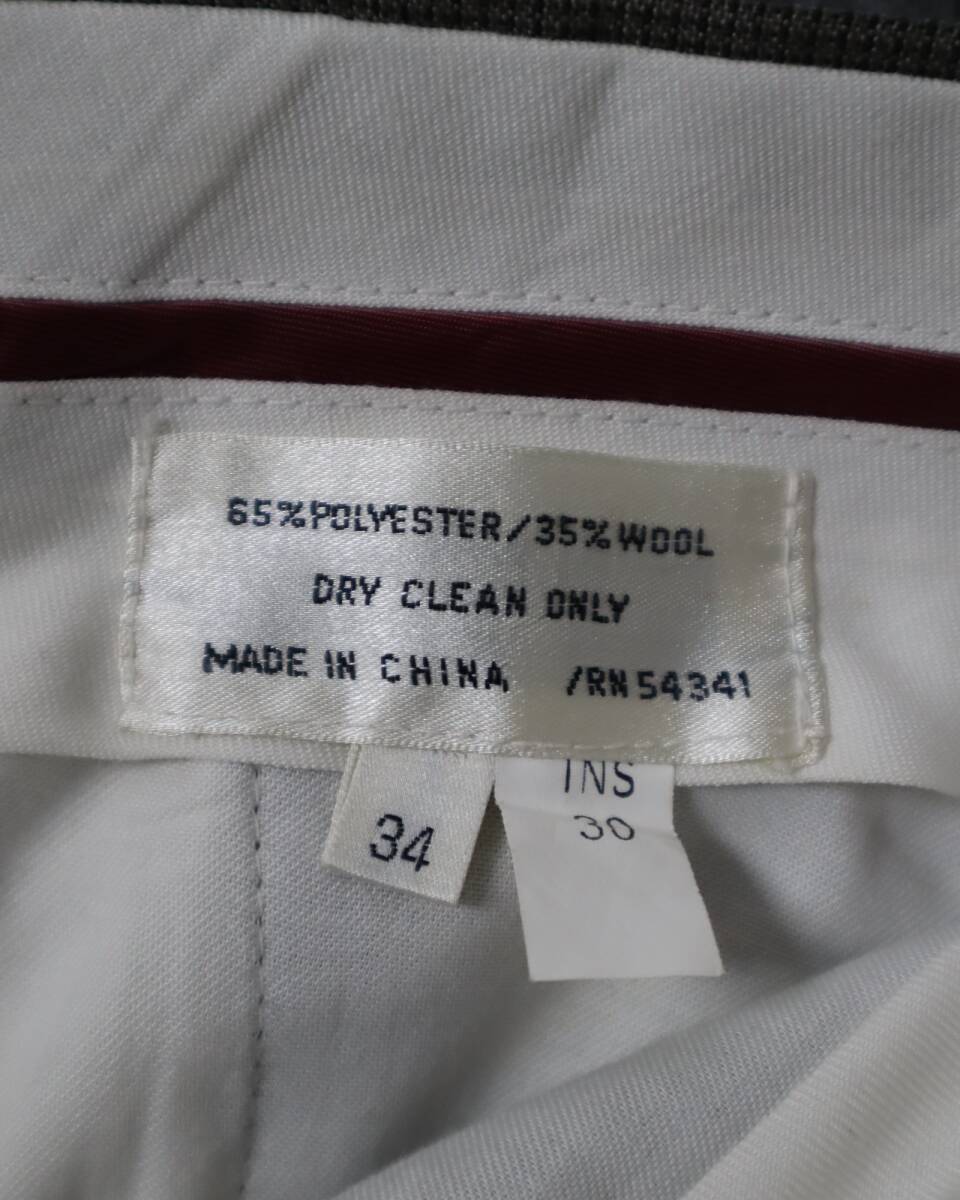 65%POLYESTER/35%WOOL
DRY CLEAN ONLY
MADE IN CHINA /RN54341
34
INS
30